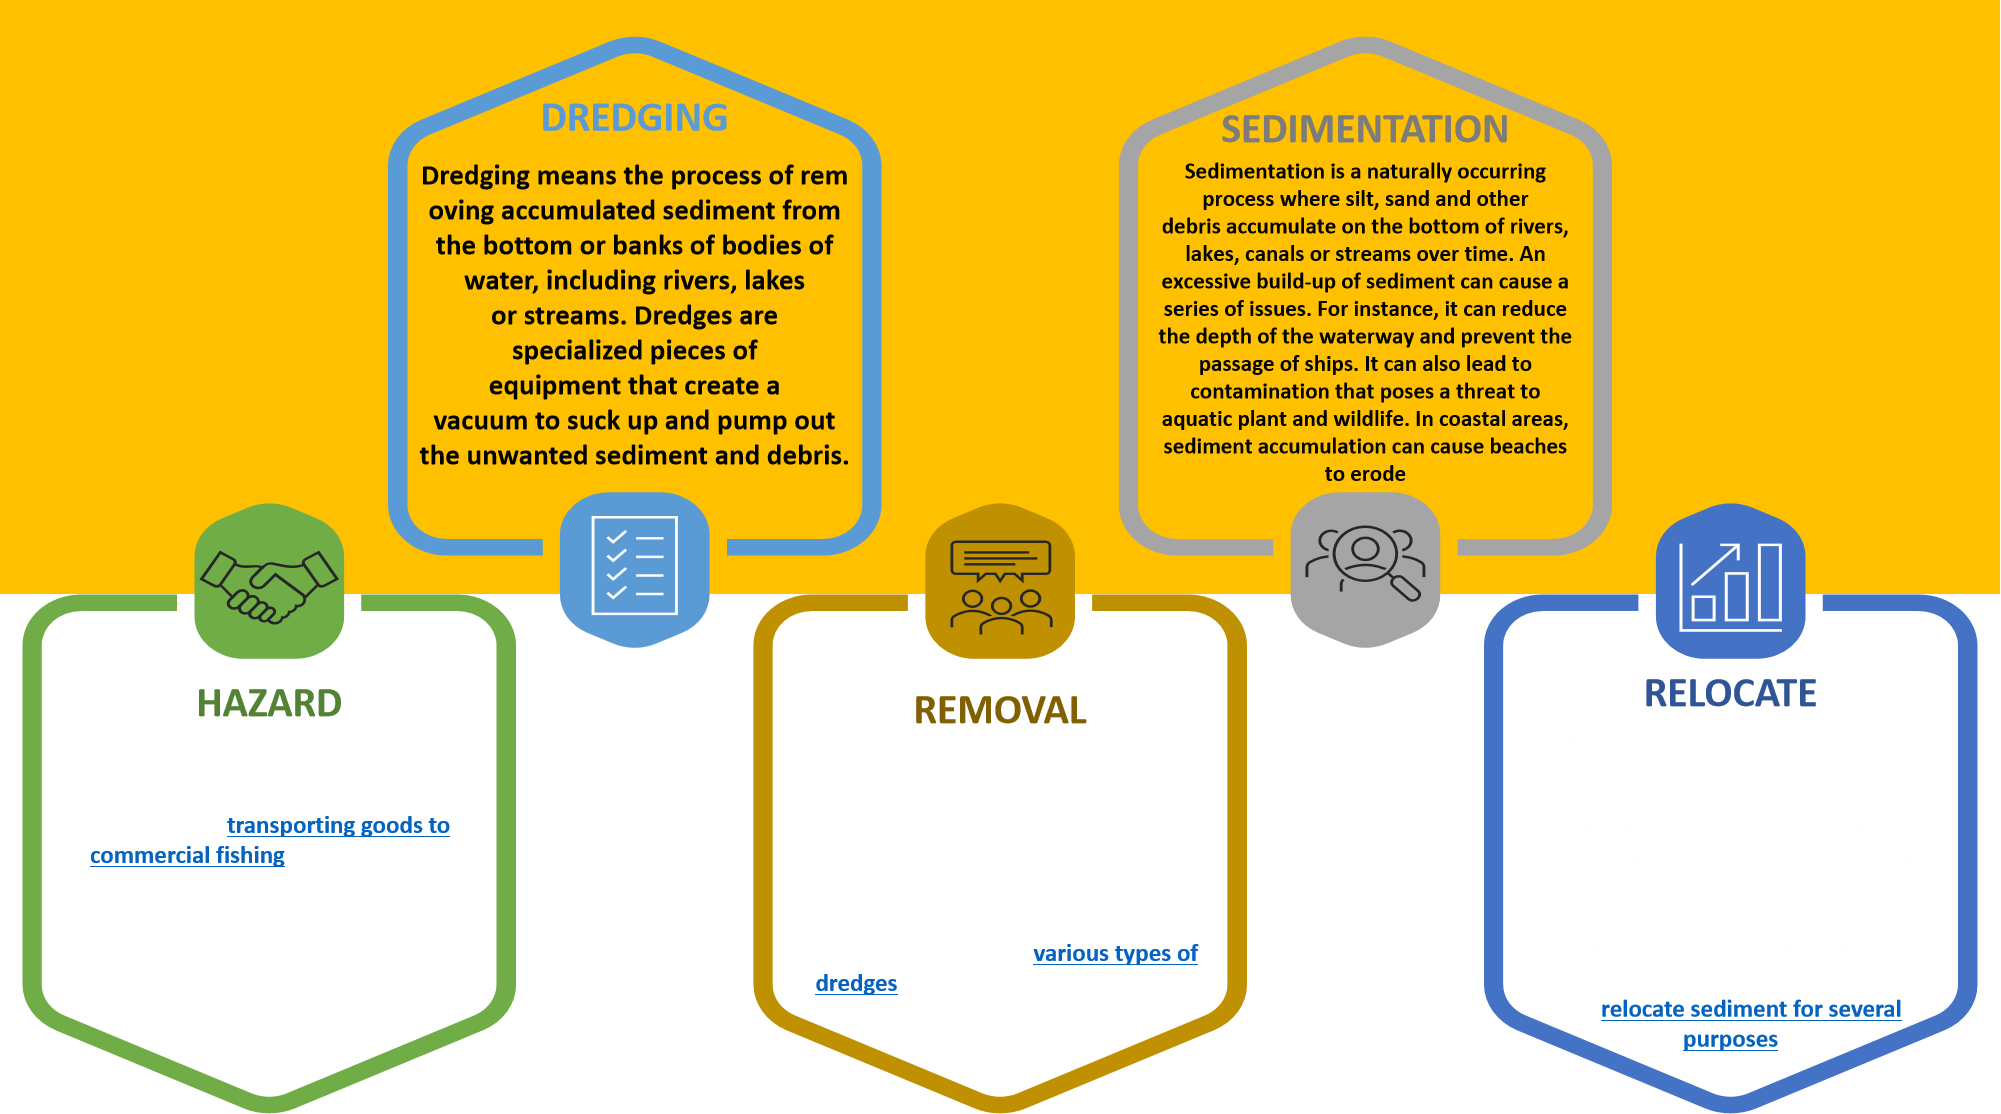 DREDGING
Dredging means the process of rem
oving accumulated sediment from
the bottom or banks of bodies of
water, including rivers, lakes
or streams. Dredges are
specialized pieces of
equipment that create a
vacuum to suck up and pump out
the unwanted sediment and debris.
SEDIMENTATION
Sedimentation is a naturally occurring
process where silt, sand and other
debris accumulate on the bottom of rivers,
lakes, canals or streams over time. An
excessive build-up of sediment can cause a
series of issues. For instance, it can reduce
the depth of the waterway and prevent the
passage of ships. It can also lead to
contamination that poses a threat to
aquatic plant and wildlife. In coastal areas,
sediment accumulation can cause beaches
to erode
HAZARD
transporting goods to
commercial fishing
REMOVAL
various types of
dredges
RELOCATE
relocate sediment for several
purposes